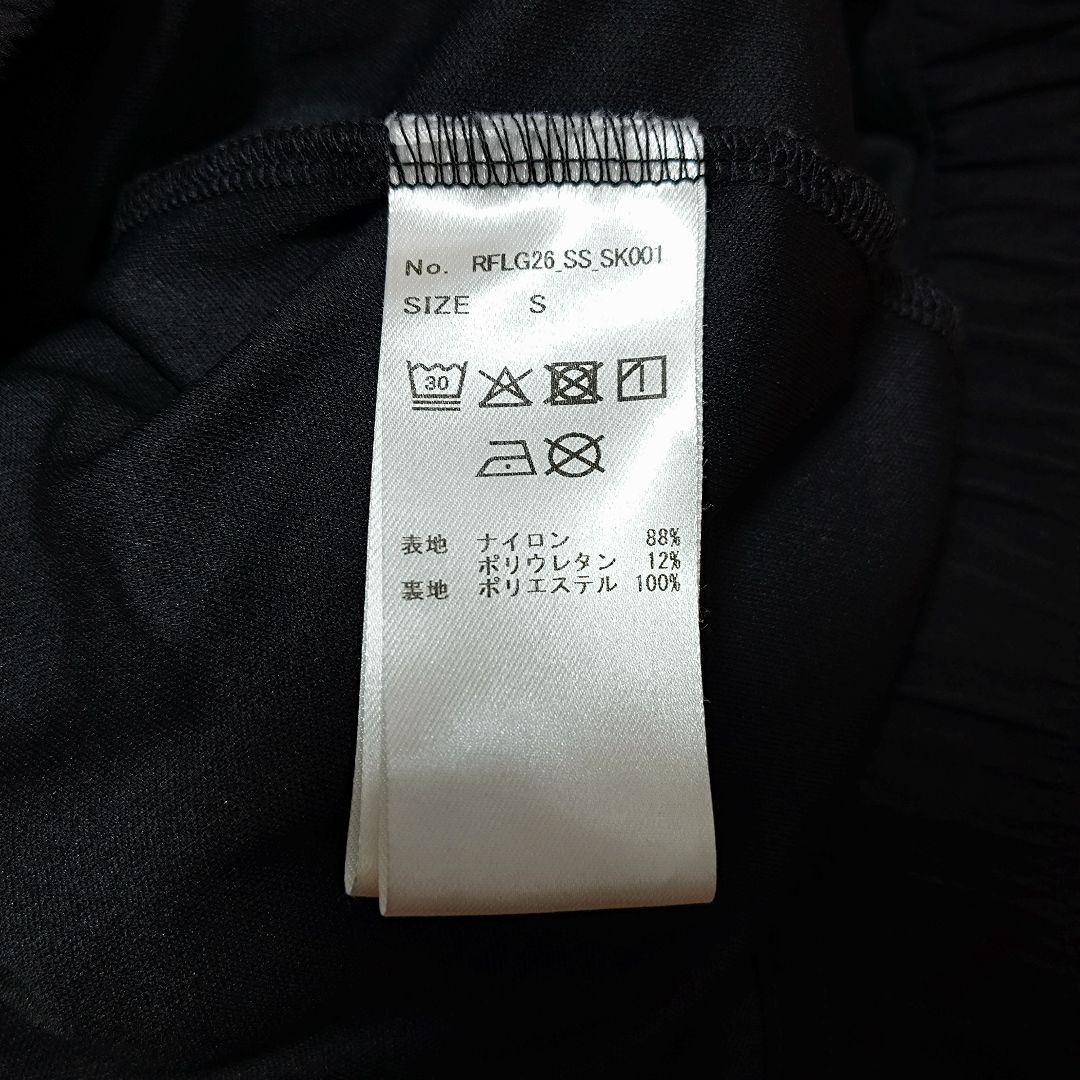 No. RFLG26_SS_SK001
SIZE S
30
表地 ナイロン 88%
ポリウレタン 12%
裏地 ポリエステル 100%